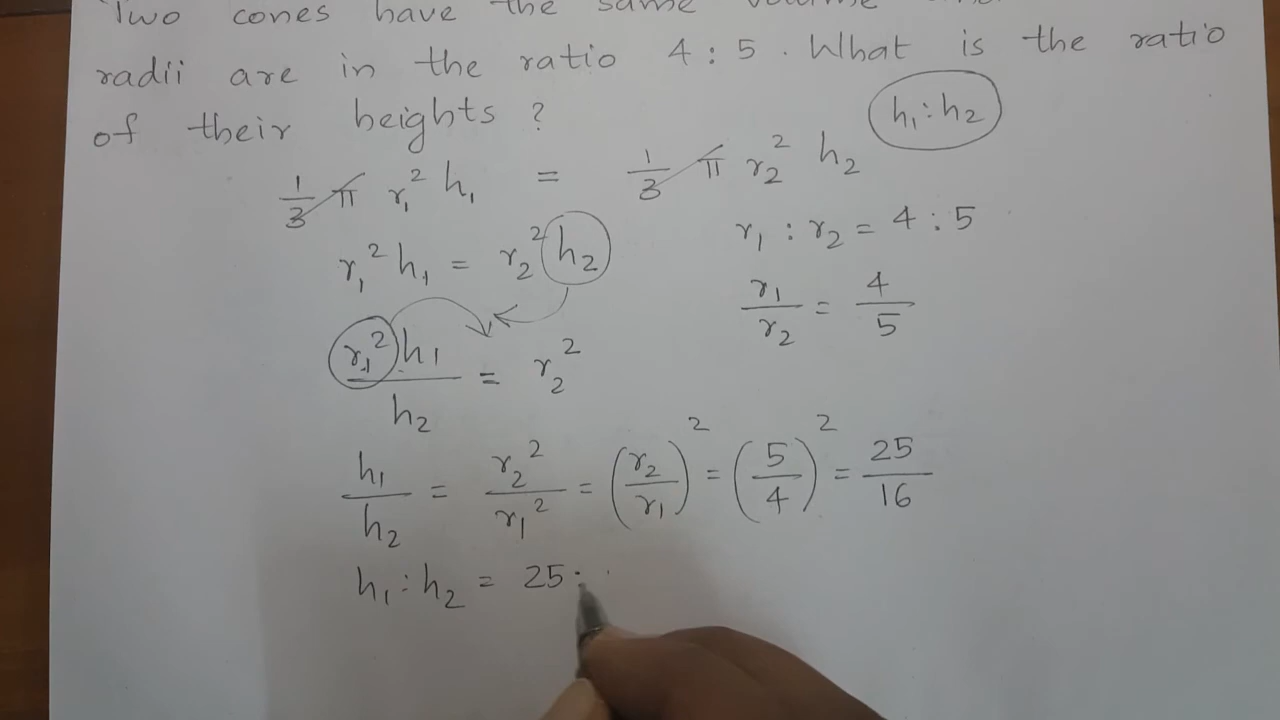 Two cones have the same volume and
radii are in the ratio 4 : 5 . What is the ratio
of their heights ?
h₁ : h₂
1/3 π r₁² h₁ = 1/3 π r₂² h₂
r₁² h₁ = r₂² h₂
r₁ : r₂ = 4 : 5
r₁/r₂ = 4/5
r₁² h₁/h₂ = r₂²
h₁/h₂ = r₂²/r₁² = (r₂/r₁)² = (5/4)² = 25/16
h₁ : h₂ = 25 :